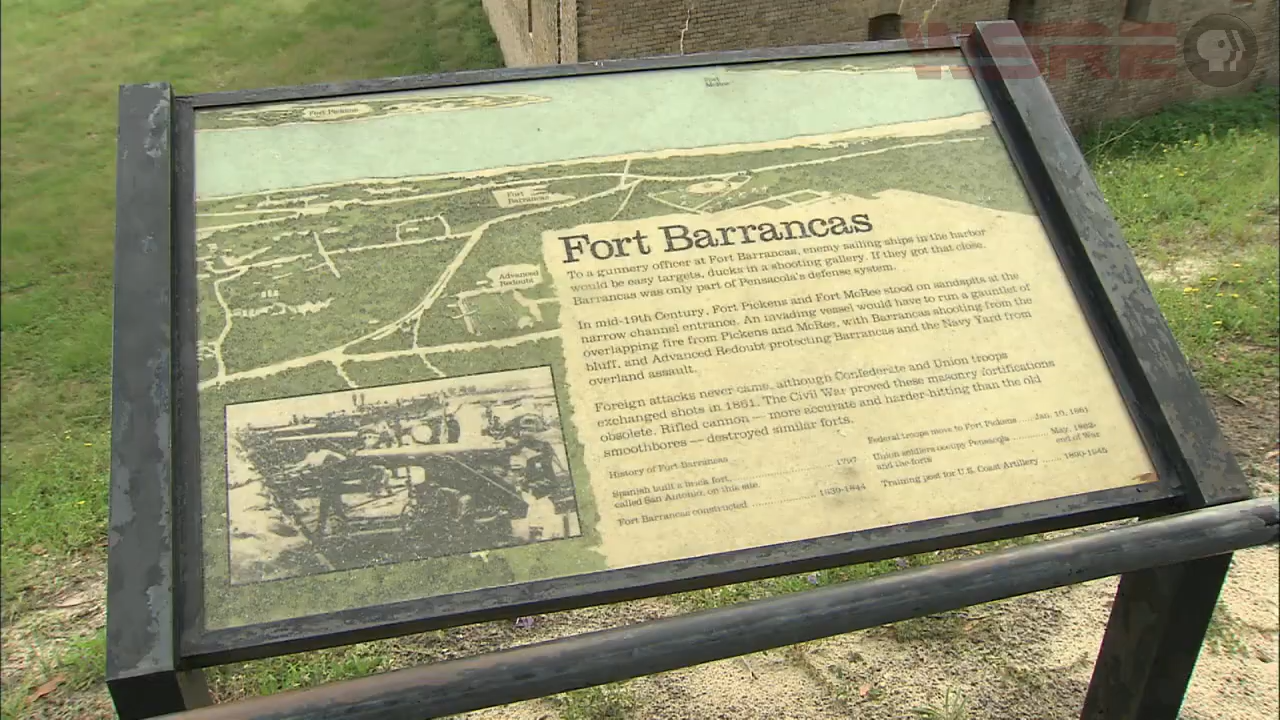 WSRE
Fort Pickens
Fort
McRee
Fort
Barrancas
Advanced
Redoubt
Fort Barrancas
To a gunnery officer at Fort Barrancas, enemy sailing ships in the harbor
would be easy targets, ducks in a shooting gallery. If they got that close.
Barrancas was only part of Pensacola's defense system.
In mid-19th Century, Fort Pickens and Fort McRee stood on sandspits at the
narrow channel entrance. An invading vessel would have to run a gauntlet of
overlapping fire from Pickens and McRee, with Barrancas shooting from the
bluff, and Advanced Redoubt protecting Barrancas and the Navy Yard from
overland assault.
Foreign attacks never came, although Confederate and Union troops
exchanged shots in 1861. The Civil War proved these masonry fortifications
obsolete. Rifled cannon — more accurate and harder-hitting than the old
smoothbores — destroyed similar forts.
History of Fort Barrancas
Spanish built a brick fort,
called San Antonio, on this site. 1797
Fort Barrancas constructed 1839-1844
Federal troops move to Fort Pickens Jan. 10, 1861
Union soldiers occupy Pensacola May, 1862-
and the forts end of War
Training post for U.S. Coast Artillery 1890-1945